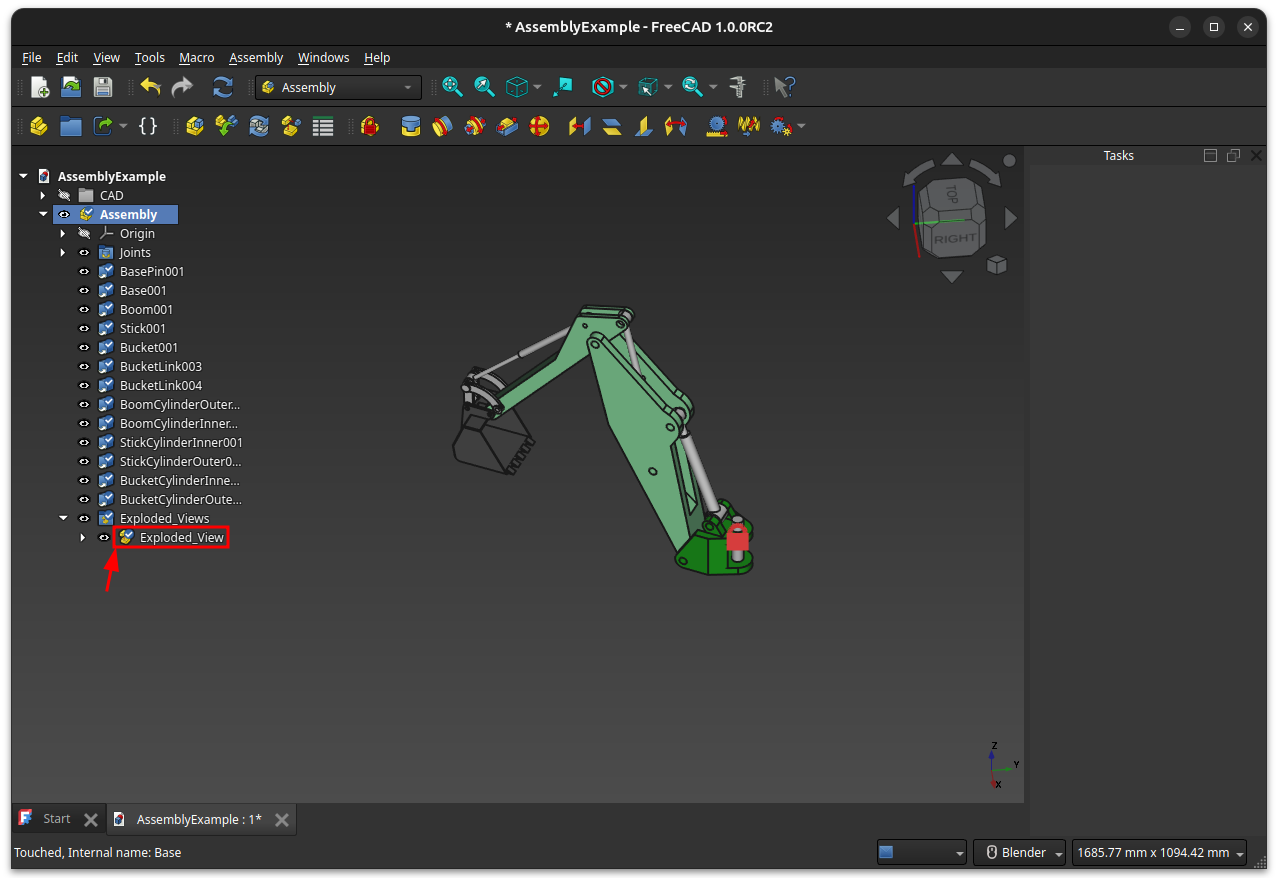 * AssemblyExample - FreeCAD 1.0.0RC2
File Edit View Tools Macro Assembly Windows Help
Assembly
Tasks
AssemblyExample
CAD
Assembly
Origin
Joints
BasePin001
Base001
Boom001
Stick001
Bucket001
BucketLink003
BucketLink004
BoomCylinderOuter...
BoomCylinderInner...
StickCylinderInner001
StickCylinderOuter0...
BucketCylinderInne...
BucketCylinderOute...
Exploded_Views
Exploded_View
TOP
RIGHT
Z
Y
X
Start
AssemblyExample : 1*
Touched, Internal name: Base
Blender
1685.77 mm x 1094.42 mm